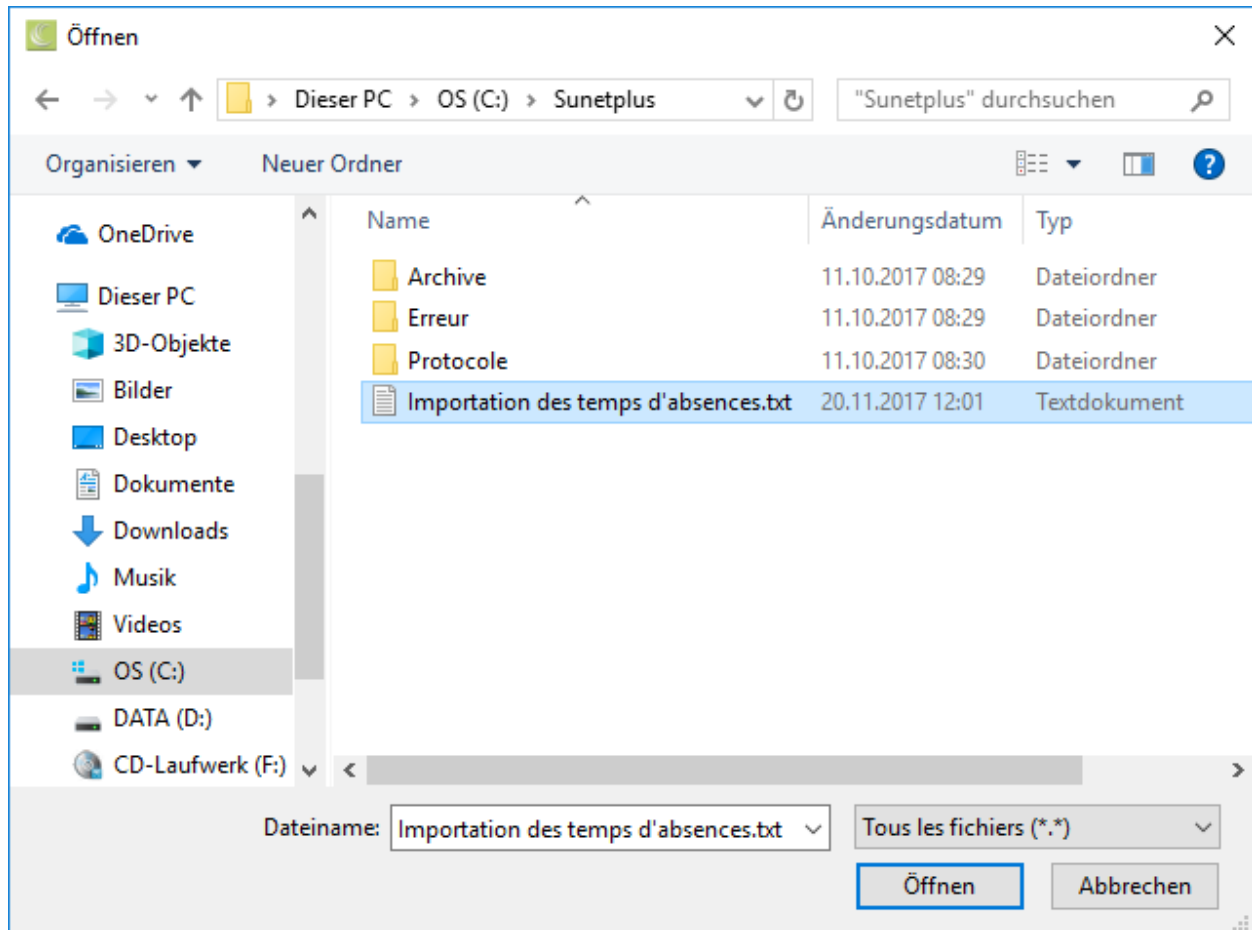 Öffnen
Dieser PC > OS (C:) > Sunetplus
"Sunetplus" durchsuchen
Organisieren
Neuer Ordner
?
OneDrive
Dieser PC
3D-Objekte
Bilder
Desktop
Dokumente
Downloads
Musik
Videos
OS (C:)
DATA (D:)
CD-Laufwerk (F:)
Name Änderungsdatum Typ
Archive 11.10.2017 08:29 Dateiordner
Erreur 11.10.2017 08:29 Dateiordner
Protocole 11.10.2017 08:30 Dateiordner
Importation des temps d'absences.txt 20.11.2017 12:01 Textdokument
Dateiname: Importation des temps d'absences.txt
Tous les fichiers (*.*)
Öffnen
Abbrechen